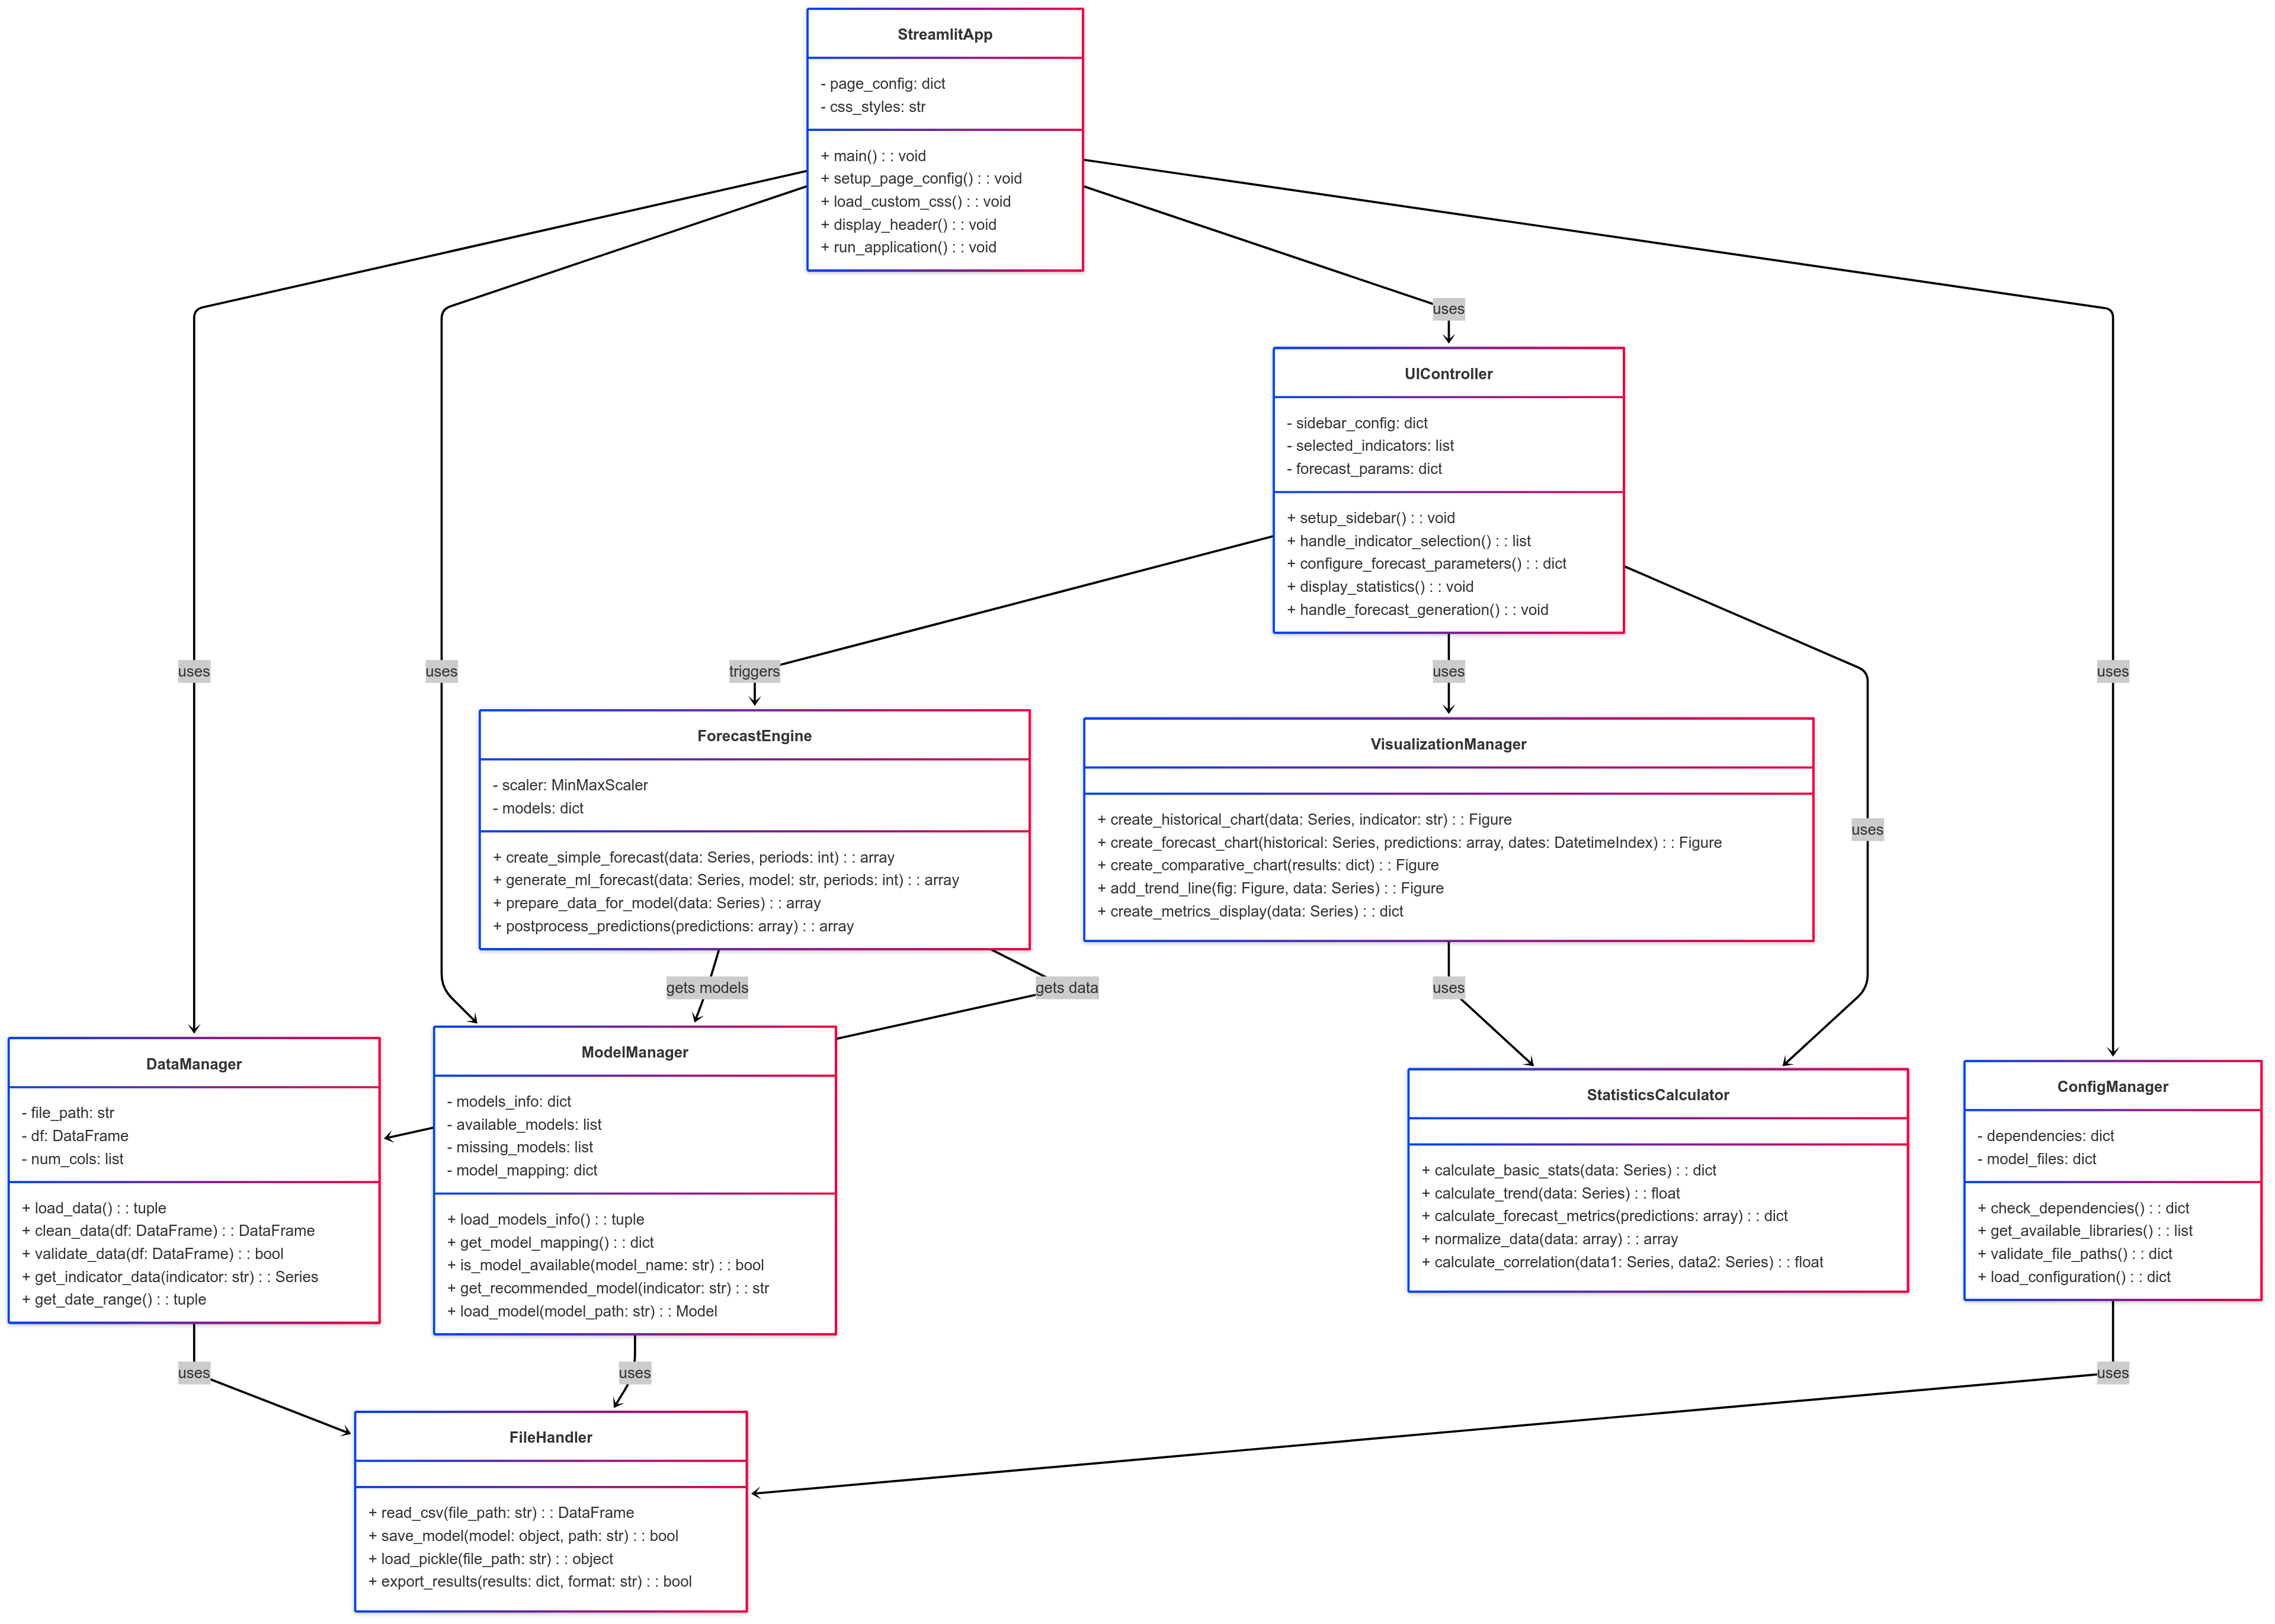 StreamlitApp
- page_config: dict
- css_styles: str
+ main() : : void
+ setup_page_config() : : void
+ load_custom_css() : : void
+ display_header() : : void
+ run_application() : : void
uses
UIController
- sidebar_config: dict
- selected_indicators: list
- forecast_params: dict
+ setup_sidebar() : : void
+ handle_indicator_selection() : : list
+ configure_forecast_parameters() : : dict
+ display_statistics() : : void
+ handle_forecast_generation() : : void
uses
uses
triggers
uses
uses
ForecastEngine
- scaler: MinMaxScaler
- models: dict
+ create_simple_forecast(data: Series, periods: int) : : array
+ generate_ml_forecast(data: Series, model: str, periods: int) : : array
+ prepare_data_for_model(data: Series) : : array
+ postprocess_predictions(predictions: array) : : array
VisualizationManager
+ create_historical_chart(data: Series, indicator: str) : : Figure
+ create_forecast_chart(historical: Series, predictions: array, dates: DatetimeIndex) : : Figure
+ create_comparative_chart(results: dict) : : Figure
+ add_trend_line(fig: Figure, data: Series) : : Figure
+ create_metrics_display(data: Series) : : dict
uses
gets models
gets data
uses
DataManager
- file_path: str
- df: DataFrame
- num_cols: list
+ load_data() : : tuple
+ clean_data(df: DataFrame) : : DataFrame
+ validate_data(df: DataFrame) : : bool
+ get_indicator_data(indicator: str) : : Series
+ get_date_range() : : tuple
ModelManager
- models_info: dict
- available_models: list
- missing_models: list
- model_mapping: dict
+ load_models_info() : : tuple
+ get_model_mapping() : : dict
+ is_model_available(model_name: str) : : bool
+ get_recommended_model(indicator: str) : : str
+ load_model(model_path: str) : : Model
StatisticsCalculator
+ calculate_basic_stats(data: Series) : : dict
+ calculate_trend(data: Series) : : float
+ calculate_forecast_metrics(predictions: array) : : dict
+ normalize_data(data: array) : : array
+ calculate_correlation(data1: Series, data2: Series) : : float
ConfigManager
- dependencies: dict
- model_files: dict
+ check_dependencies() : : dict
+ get_available_libraries() : : list
+ validate_file_paths() : : dict
+ load_configuration() : : dict
uses
uses
uses
FileHandler
+ read_csv(file_path: str) : : DataFrame
+ save_model(model: object, path: str) : : bool
+ load_pickle(file_path: str) : : object
+ export_results(results: dict, format: str) : : bool